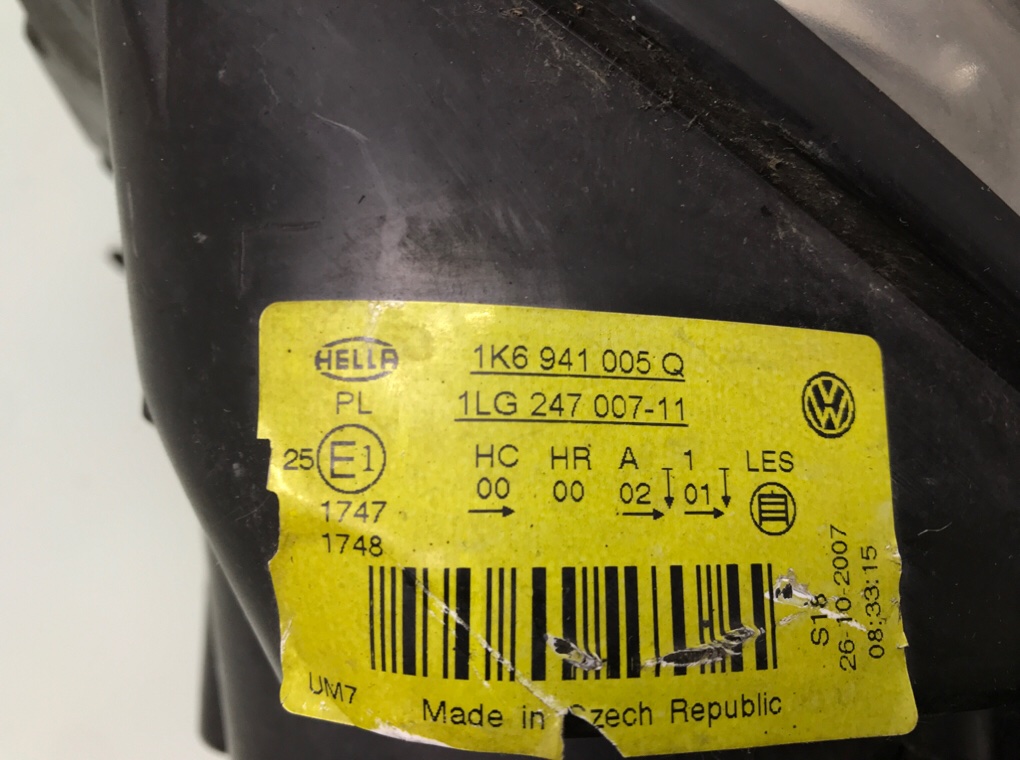 HELLA
1K6 941 005 Q
PL
1LG 247 007-11
25 E1
HC HR A 1 LES
00 00 02 01
1747
1748
S18
26-10-2007
08:33:15
UM7
Made in Czech Republic